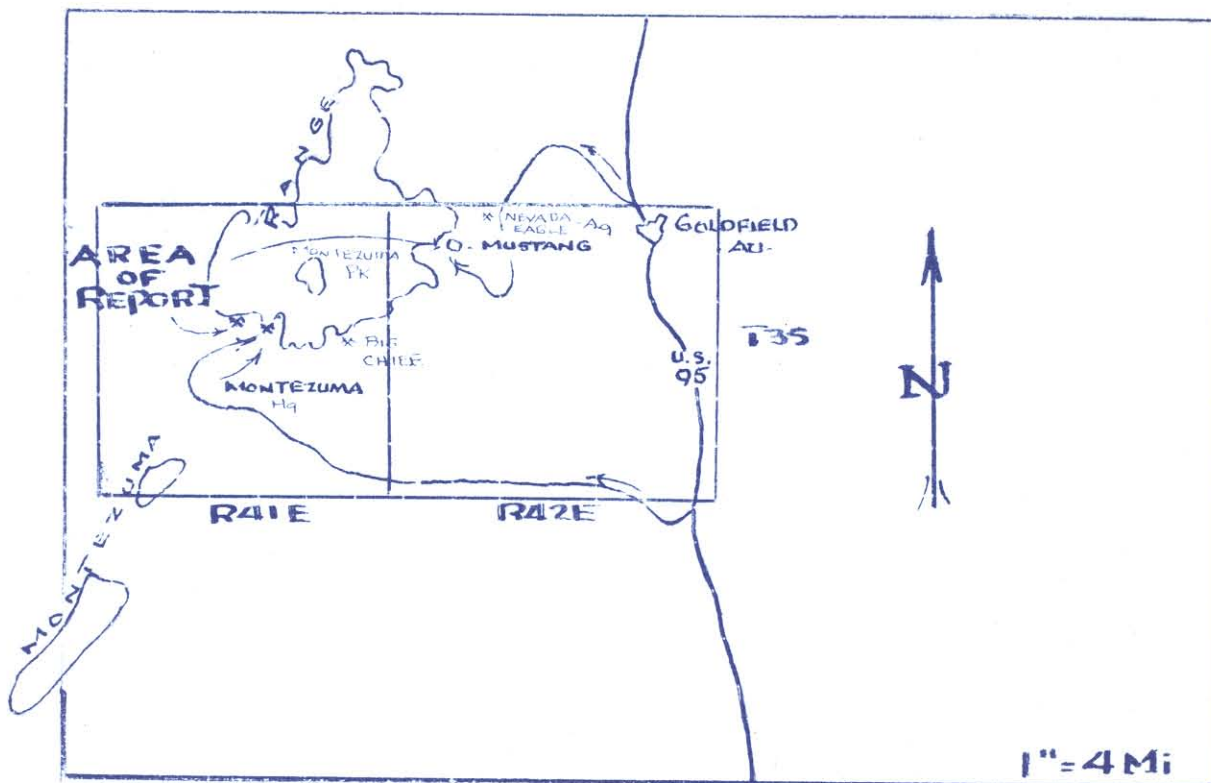 RANGE
NEVADA
EAGLE - Ag
GOLDFIELD
AU-
MUSTANG
AREA
OF
REPORT
MONTEZUMA
PK
BIG
CHIEF
T35
U.S.
95
N
MONTEZUMA
Hg
MONTEZUMA
R41E
R42E
1" = 4 Mi